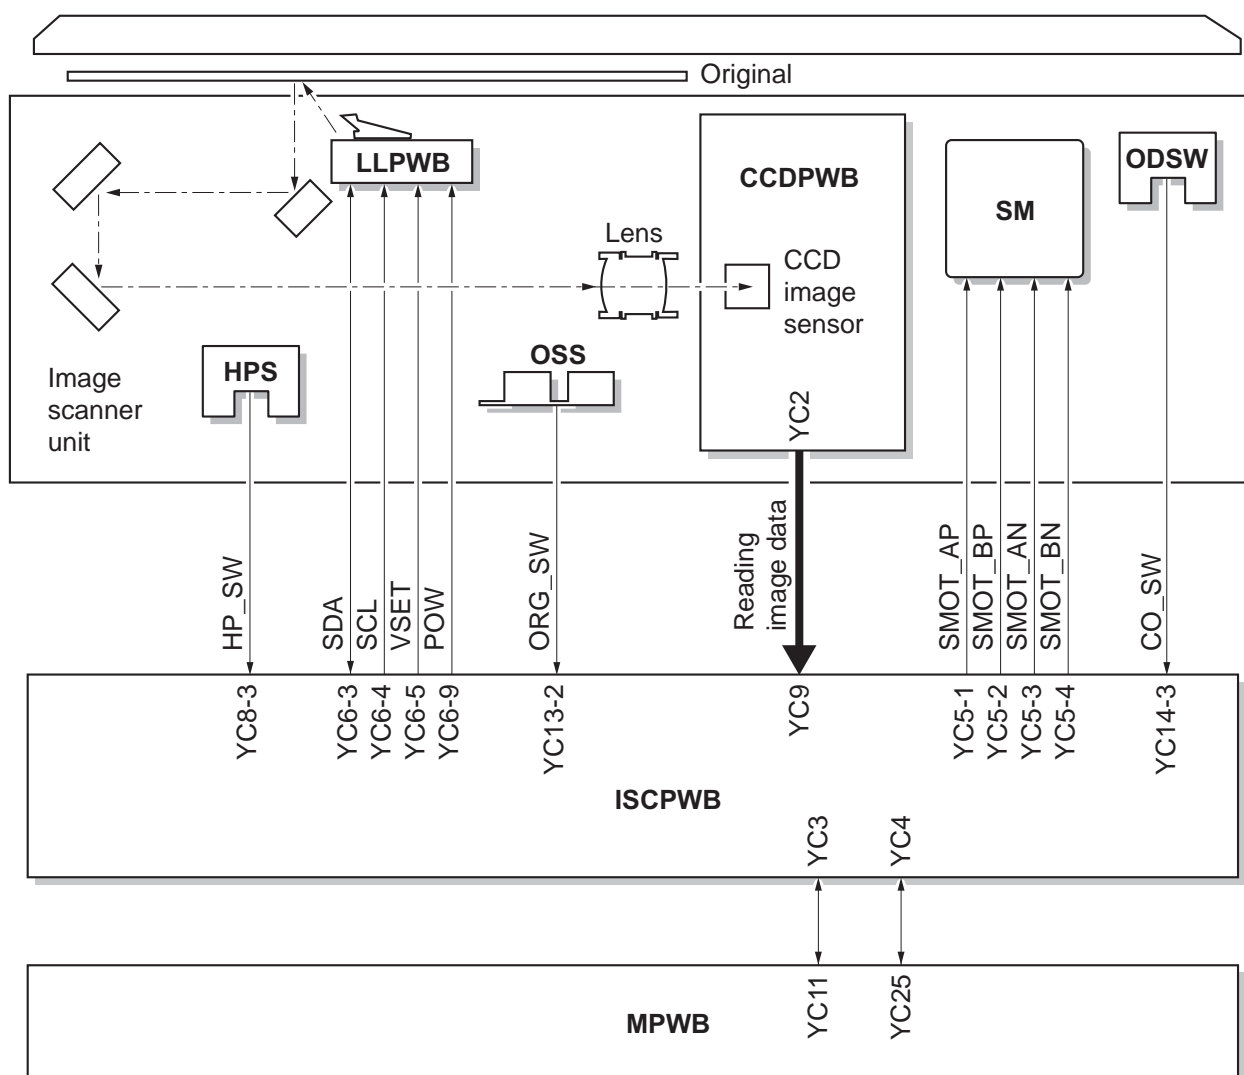 Original
LLPWB
CCDPWB
SM
ODSW
Lens
CCD
image
sensor
HPS
OSS
Image
scanner
unit
YC2
HP_SW
SDA
SCL
VSET
POW
ORG_SW
Reading
image data
SMOT_AP
SMOT_BP
SMOT_AN
SMOT_BN
CO_SW
YC8-3
YC6-3
YC6-4
YC6-5
YC6-9
YC13-2
YC9
YC5-1
YC5-2
YC5-3
YC5-4
YC14-3
ISCPWB
YC3
YC4
YC11
YC25
MPWB